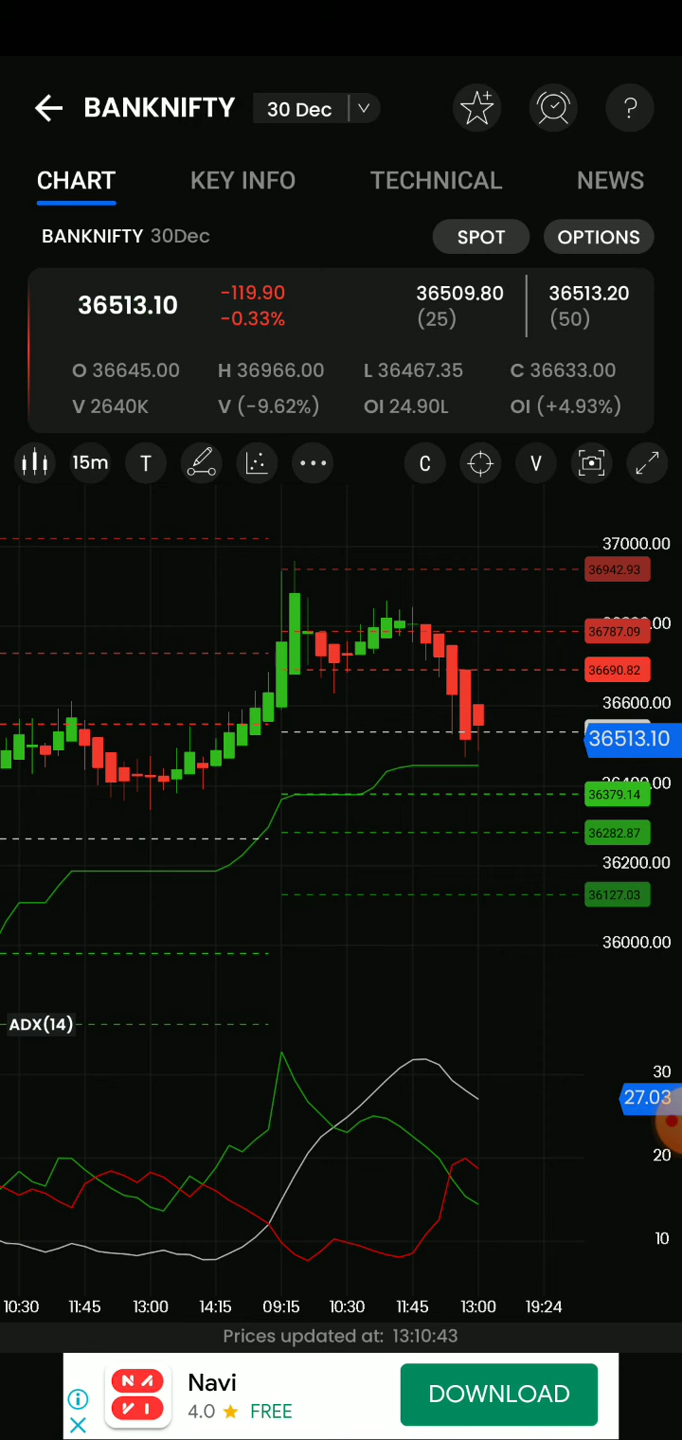 BANKNIFTY 30 Dec
CHART KEY INFO TECHNICAL NEWS
BANKNIFTY 30Dec SPOT OPTIONS
36513.10 -119.90 -0.33% 36509.80 (25) 36513.20 (50)
O 36645.00 H 36966.00 L 36467.35 C 36633.00
V 2640K V (-9.62%) OI 24.90L OI (+4.93%)
15m T C V
37000.00
36942.93
36787.09
36690.82
36600.00
36513.10
36379.14
36282.87
36200.00
36127.03
36000.00
ADX(14)
30
27.03
20
10
10:30 11:45 13:00 14:15 09:15 10:30 11:45 13:00 19:24
Prices updated at: 13:10:43
NAVI
Navi
4.0 FREE
DOWNLOAD